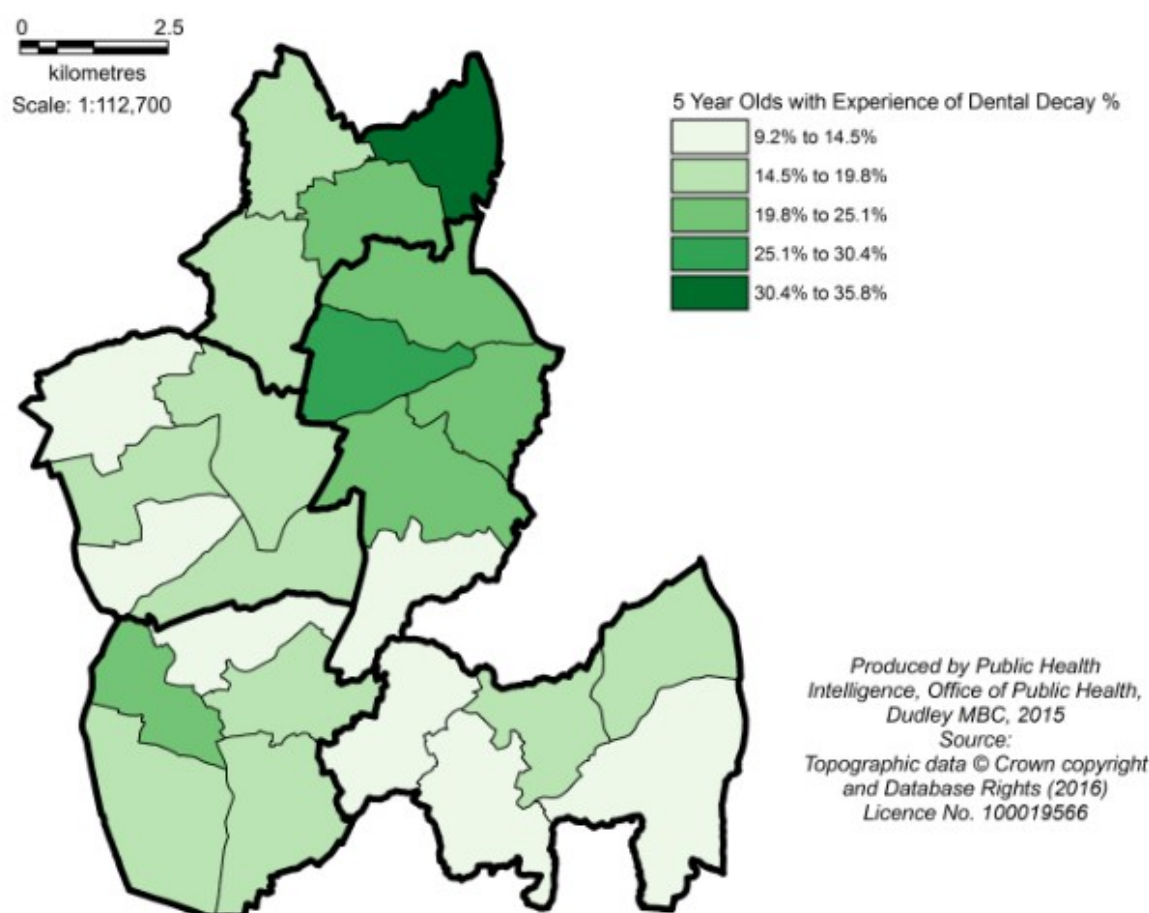 0 2.5
kilometres
Scale: 1:112,700
5 Year Olds with Experience of Dental Decay %
9.2% to 14.5%
14.5% to 19.8%
19.8% to 25.1%
25.1% to 30.4%
30.4% to 35.8%
Produced by Public Health
Intelligence, Office of Public Health,
Dudley MBC, 2015
Source:
Topographic data © Crown copyright
and Database Rights (2016)
Licence No. 100019566